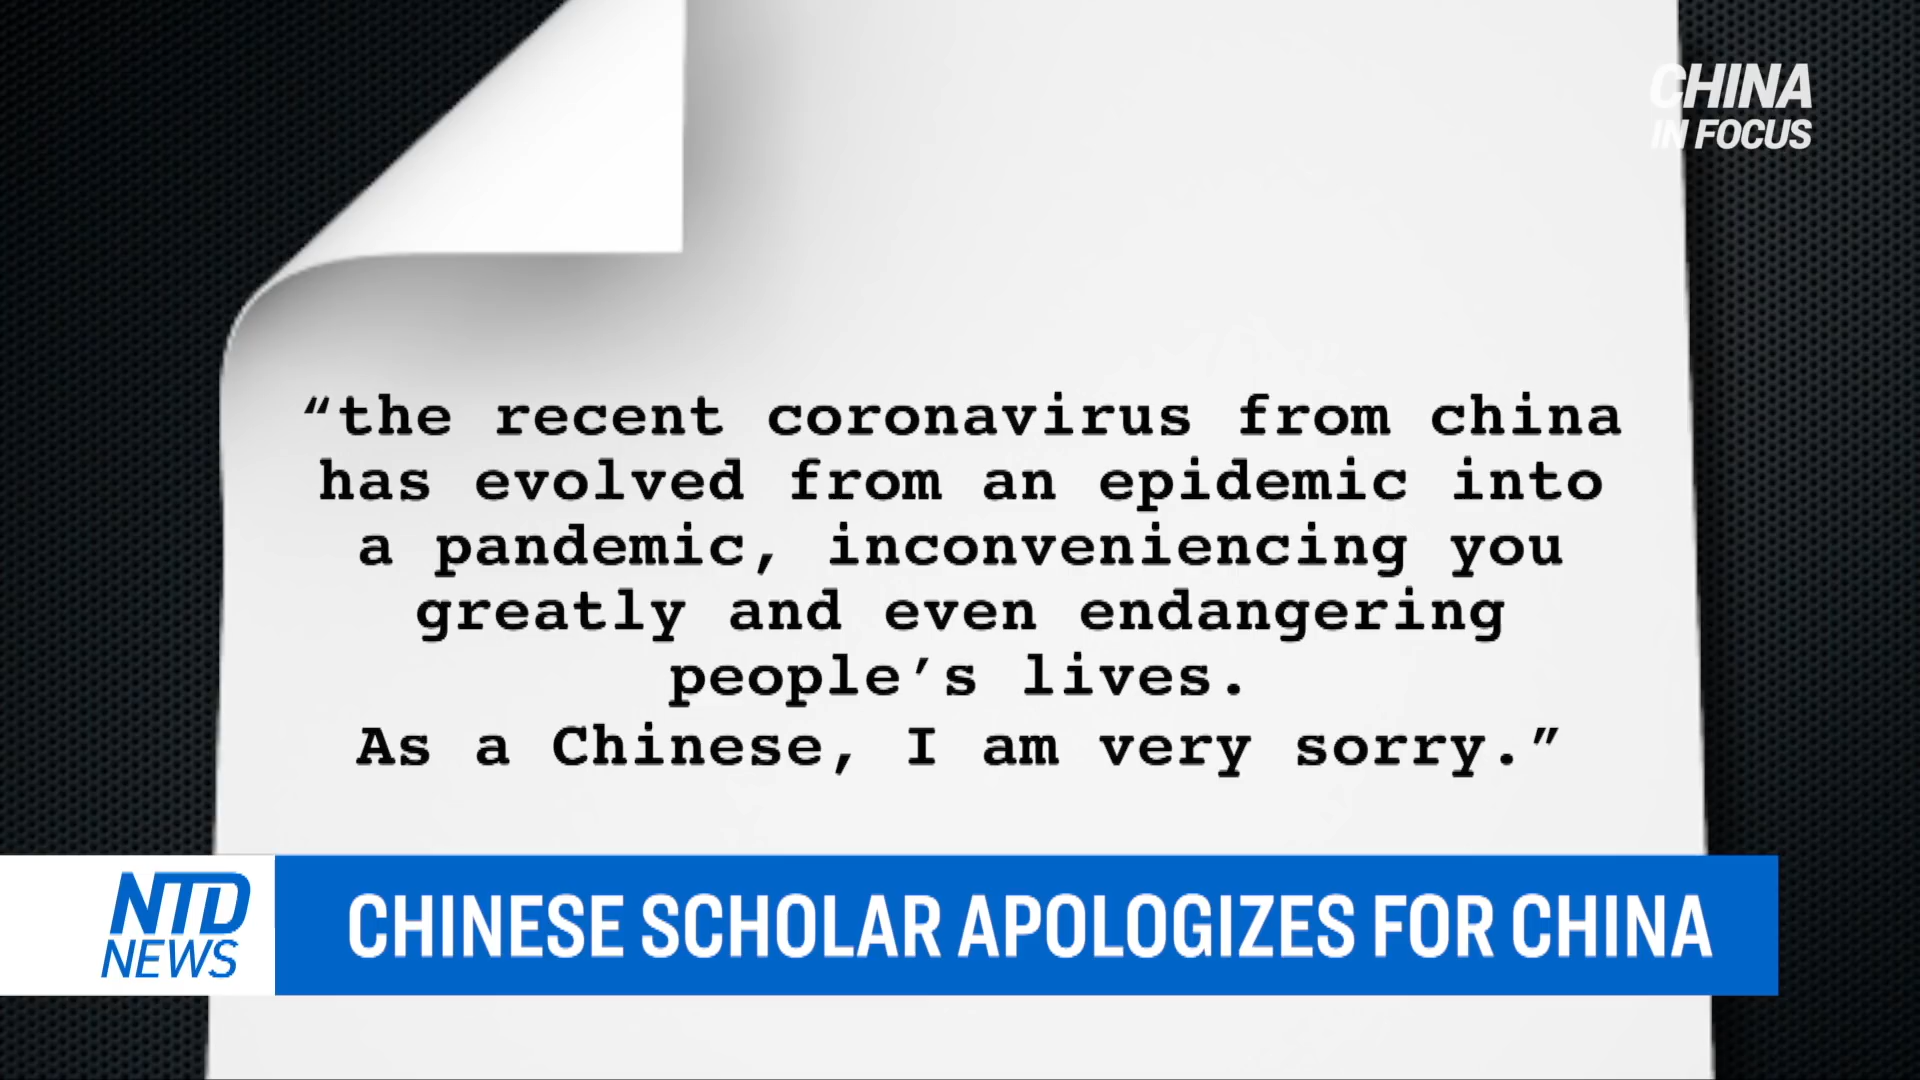 CHINA
IN FOCUS
“the recent coronavirus from china
has evolved from an epidemic into
a pandemic, inconveniencing you
greatly and even endangering
people’s lives.
As a Chinese, I am very sorry.”
NTD
NEWS
CHINESE SCHOLAR APOLOGIZES FOR CHINA